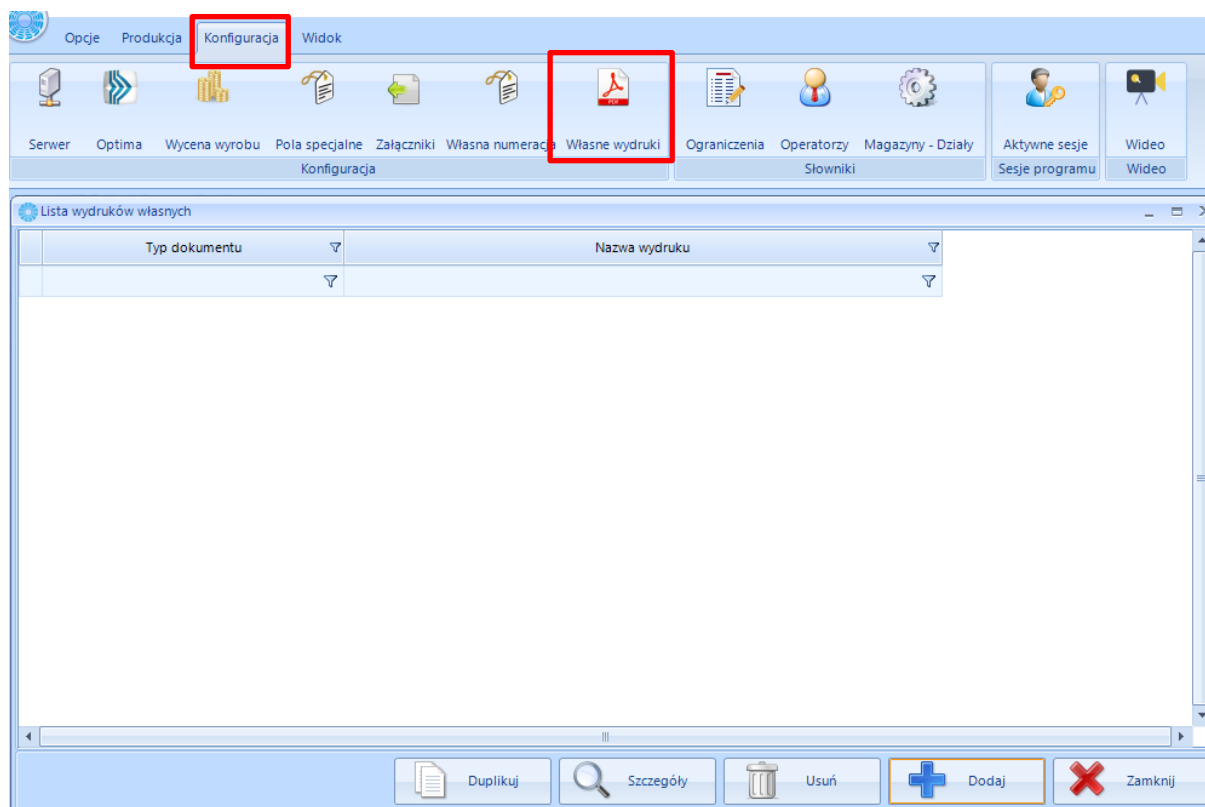 Opcje Produkcja Konfiguracja Widok
PDF
Serwer Optima Wycena wyrobu Pola specjalne Załączniki Własna numeracja Własne wydruki Ograniczenia Operatorzy Magazyny - Działy Aktywne sesje Wideo
Konfiguracja Słowniki Sesje programu Wideo
Lista wydruków własnych
Typ dokumentu Nazwa wydruku
Duplikuj Szczegóły Usuń Dodaj Zamknij